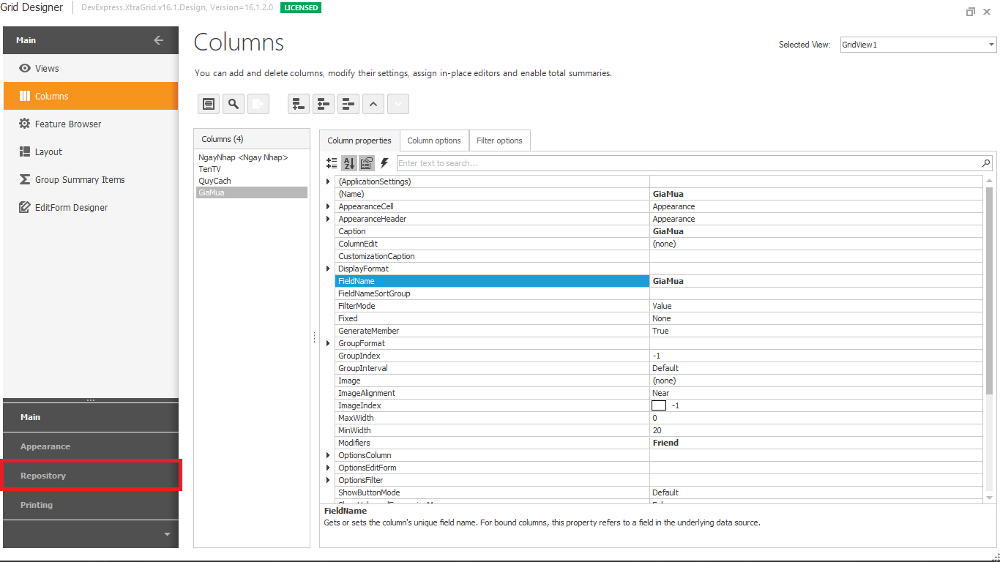 Grid Designer
DevExpress.XtraGrid.v16.1.Design, Version=16.1.2.0
LICENSED
Main
Views
Columns
Feature Browser
Layout
Group Summary Items
EditForm Designer
Main
Appearance
Repository
Printing
Columns
Selected View:
GridView1
You can add and delete columns, modify their settings, assign in-place editors and enable total summaries.
Columns (4)
NgayNhap <Ngay Nhap>
TenTV
QuyCach
GiaMua
Column properties
Column options
Filter options
Enter text to search...
(ApplicationSettings)
(Name) GiaMua
AppearanceCell Appearance
AppearanceHeader Appearance
Caption GiaMua
ColumnEdit (none)
CustomizationCaption
DisplayFormat
FieldName GiaMua
FieldNameSortGroup
FilterMode Value
Fixed None
GenerateMember True
GroupFormat
GroupIndex -1
GroupInterval Default
Image (none)
ImageAlignment Near
ImageIndex -1
MaxWidth 0
MinWidth 20
Modifiers Friend
OptionsColumn
OptionsEditForm
OptionsFilter
ShowButtonMode Default
FieldName
Gets or sets the column's unique field name. For bound columns, this property refers to a field in the underlying data source.